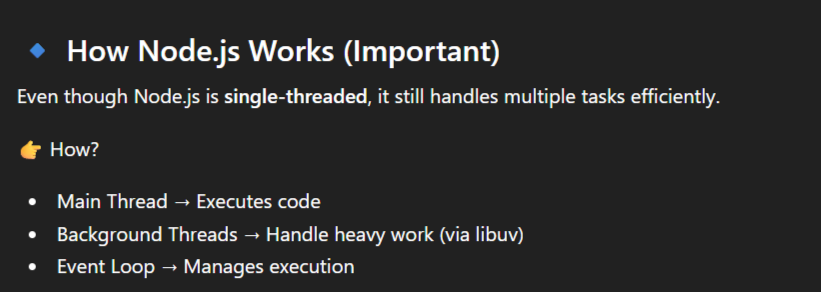 🔹 How Node.js Works (Important)
Even though Node.js is single-threaded, it still handles multiple tasks efficiently.
👉 How?
• Main Thread → Executes code
• Background Threads → Handle heavy work (via libuv)
• Event Loop → Manages execution